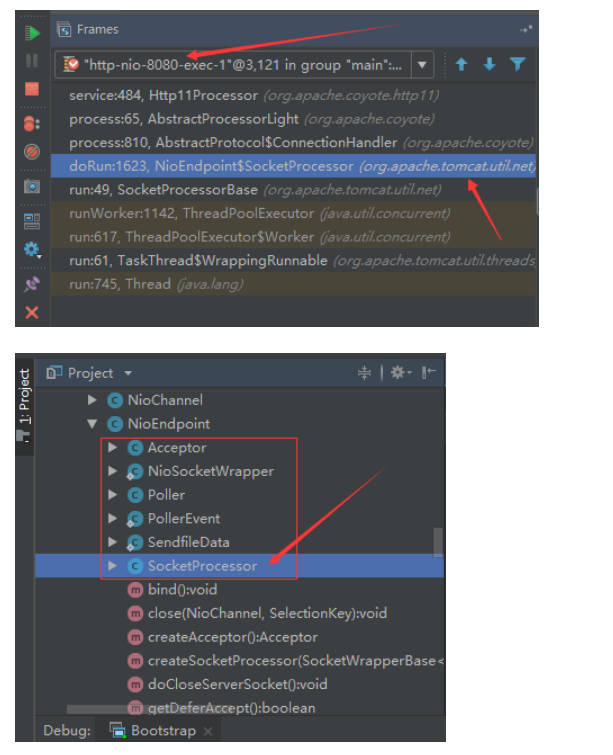 Frames
"http-nio-8080-exec-1"@3,121 in group "main":...
service:484, Http11Processor (org.apache.coyote.http11)
process:65, AbstractProcessorLight (org.apache.coyote)
process:810, AbstractProtocol$ConnectionHandler (org.apache.coyote)
doRun:1623, NioEndpoint$SocketProcessor (org.apache.tomcat.util.net)
run:49, SocketProcessorBase (org.apache.tomcat.util.net)
runWorker:1142, ThreadPoolExecutor (java.util.concurrent)
run:617, ThreadPoolExecutor$Worker (java.util.concurrent)
run:61, TaskThread$WrappingRunnable (org.apache.tomcat.util.threads
run:745, Thread (java.lang)
1: Project
Project
NioChannel
NioEndpoint
Acceptor
NioSocketWrapper
Poller
PollerEvent
SendfileData
SocketProcessor
bind():void
close(NioChannel, SelectionKey):void
createAcceptor():Acceptor
createSocketProcessor(SocketWrapperBase<
doCloseServerSocket():void
getDeferAccept():boolean
Debug: Bootstrap